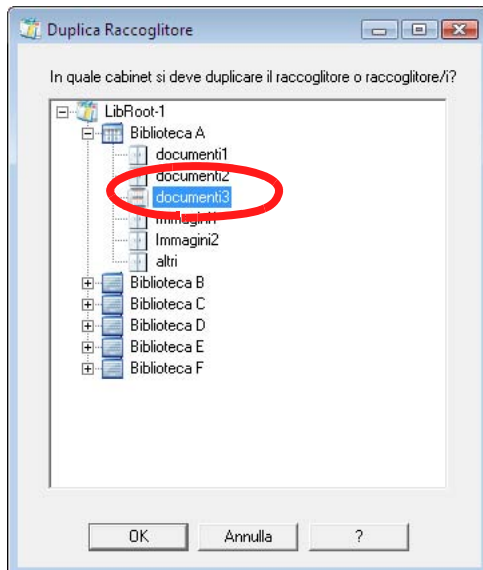 Duplica Raccoglitore
In quale cabinet si deve duplicare il raccoglitore o raccoglitore/i?
LibRoot-1
Biblioteca A
documenti1
documenti2
documenti3
Immagini1
Immagini2
altri
Biblioteca B
Biblioteca C
Biblioteca D
Biblioteca E
Biblioteca F
OK Annulla ?